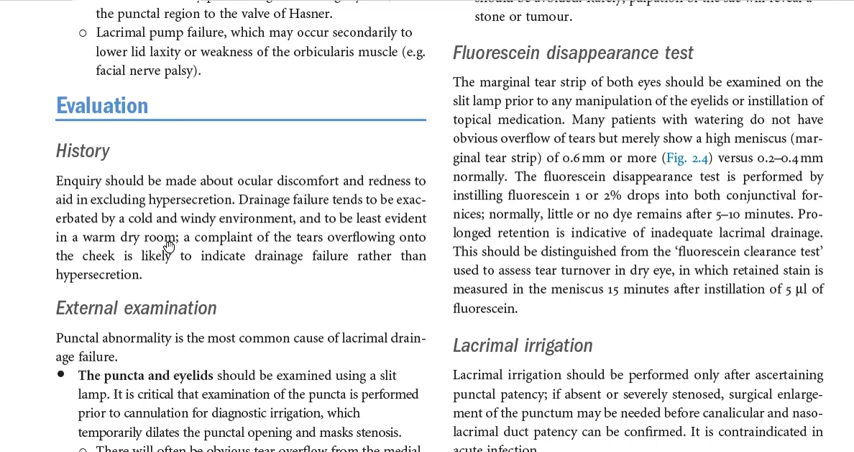 the punctal region to the valve of Hasner.
○ Lacrimal pump failure, which may occur secondarily to
lower lid laxity or weakness of the orbicularis muscle (e.g.
facial nerve palsy).
Evaluation
History
Enquiry should be made about ocular discomfort and redness to
aid in excluding hypersecretion. Drainage failure tends to be exac-
erbated by a cold and windy environment, and to be least evident
in a warm dry room; a complaint of the tears overflowing onto
the cheek is likely to indicate drainage failure rather than
hypersecretion.
External examination
Punctal abnormality is the most common cause of lacrimal drain-
age failure.
• The puncta and eyelids should be examined using a slit
lamp. It is critical that examination of the puncta is performed
prior to cannulation for diagnostic irrigation, which
temporarily dilates the punctal opening and masks stenosis.
○ There will often be obvious tear overflow from the medial
stone or tumour.
Fluorescein disappearance test
The marginal tear strip of both eyes should be examined on the
slit lamp prior to any manipulation of the eyelids or instillation of
topical medication. Many patients with watering do not have
obvious overflow of tears but merely show a high meniscus (mar-
ginal tear strip) of 0.6 mm or more (Fig. 2.4) versus 0.2–0.4 mm
normally. The fluorescein disappearance test is performed by
instilling fluorescein 1 or 2% drops into both conjunctival for-
nices; normally, little or no dye remains after 5–10 minutes. Pro-
longed retention is indicative of inadequate lacrimal drainage.
This should be distinguished from the ‘fluorescein clearance test’
used to assess tear turnover in dry eye, in which retained stain is
measured in the meniscus 15 minutes after instillation of 5 µl of
fluorescein.
Lacrimal irrigation
Lacrimal irrigation should be performed only after ascertaining
punctal patency; if absent or severely stenosed, surgical enlarge-
ment of the punctum may be needed before canalicular and naso-
lacrimal duct patency can be confirmed. It is contraindicated in
acute infection.